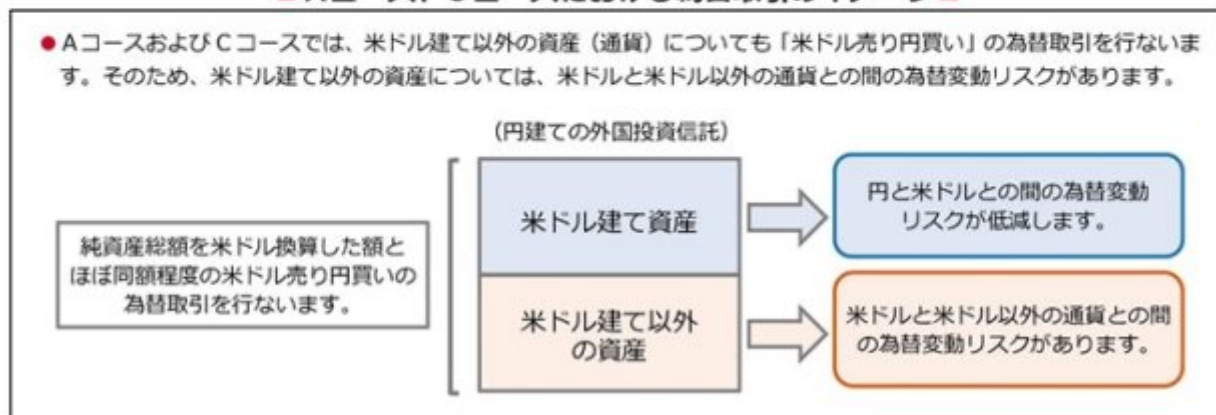 ●AコースおよびCコースでは、米ドル建て以外の資産（通貨）についても「米ドル売り円買い」の為替取引を行ないま
す。そのため、米ドル建て以外の資産については、米ドルと米ドル以外の通貨との間の為替変動リスクがあります。
（円建ての外国投資信託）
純資産総額を米ドル換算した額と
ほぼ同額程度の米ドル売り円買いの
為替取引を行ないます。
米ドル建て資産
円と米ドルとの間の為替変動
リスクが低減します。
米ドル建て以外
の資産
米ドルと米ドル以外の通貨との間
の為替変動リスクがあります。